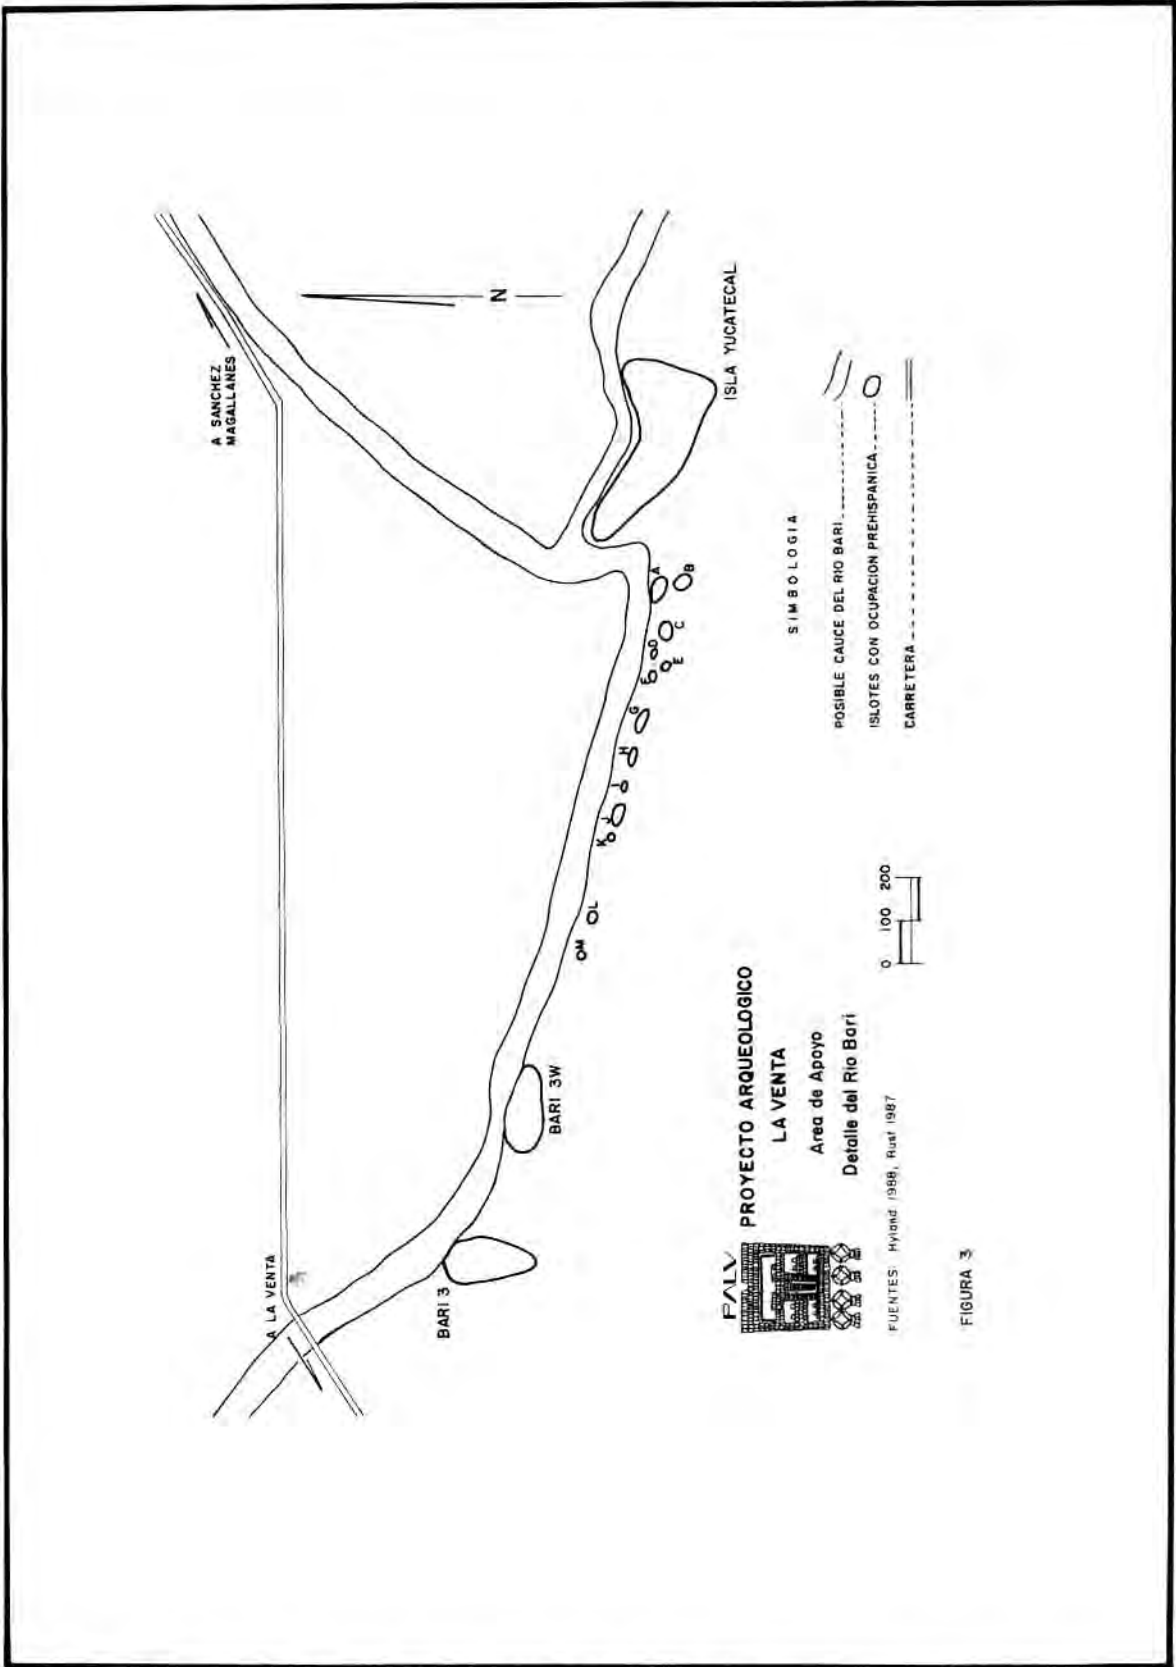 A SANCHEZ
MAGALLANES
N
A LA VENTA
ISLA YUCATECAL
BARI 3
BARI 3W
M
L
K
J
I
H
G
F
E
D
C
A
B
PALV
PROYECTO ARQUEOLOGICO
LA VENTA
Area de Apoyo
Detalle del Rio Bari
FUENTES: Hyland 1988, Rust 1987
0 100 200
SIMBOLOGIA
POSIBLE CAUCE DEL RIO BARI
ISLOTES CON OCUPACION PREHISPANICA
CARRETERA
FIGURA 3